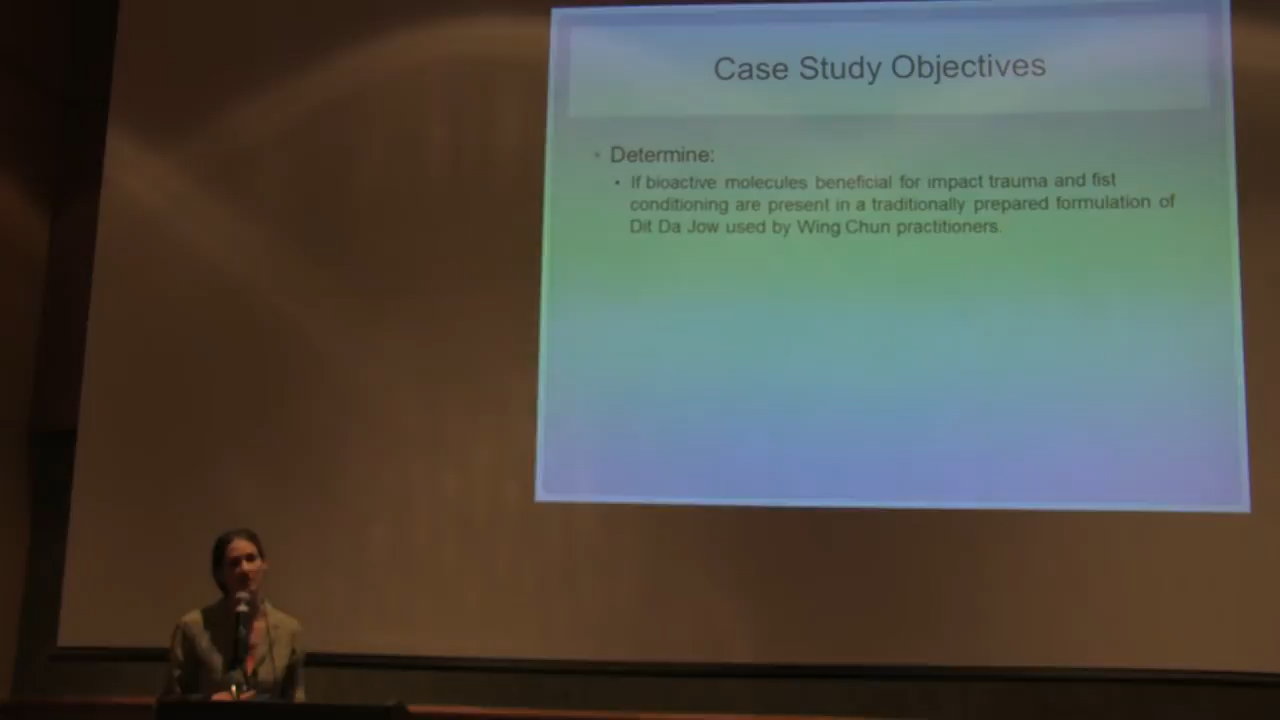 Case Study Objectives
• Determine:
• If bioactive molecules beneficial for impact trauma and fist
conditioning are present in a traditionally prepared formulation of
Dit Da Jow used by Wing Chun practitioners.